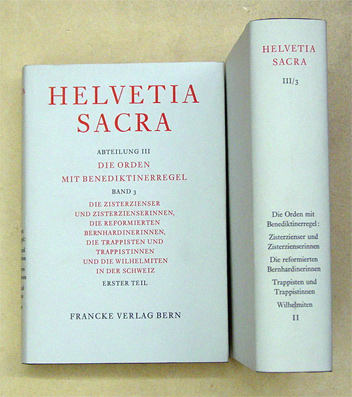 HELVETIA
SACRA
ABTEILUNG III
DIE ORDEN
MIT BENEDIKTINERREGEL
BAND 3
DIE ZISTERZIENSER
UND ZISTERZIENSERINNEN,
DIE REFORMIERTEN
BERNHARDINERINNEN,
DIE TRAPPISTEN UND
TRAPPISTINNEN
UND DIE WILHELMITEN
IN DER SCHWEIZ
ERSTER TEIL
FRANCKE VERLAG BERN
HELVETIA
SACRA
III/3
Die Orden mit
Benediktinerregel:
Zisterzienser und
Zisterzienserinnen
Die reformierten
Bernhardinerinnen
Trappisten und
Trappistinnen
Wilhelmiten
II